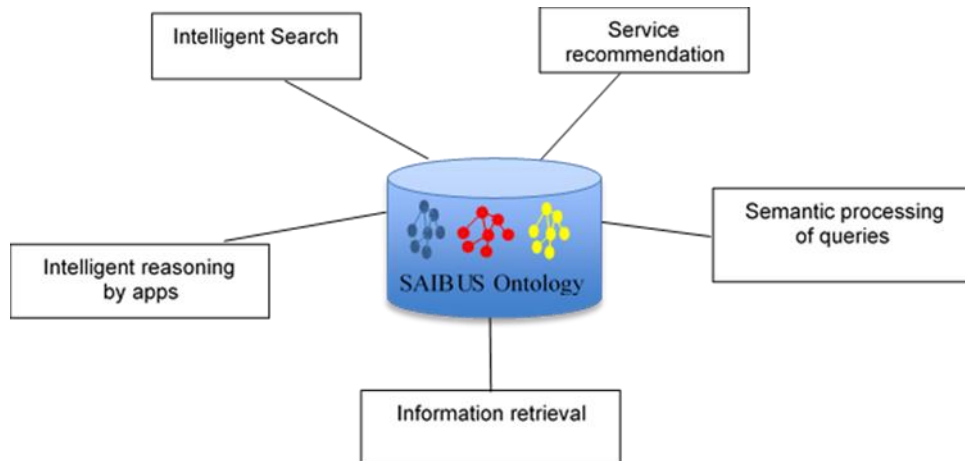 Intelligent Search
Service
recommendation
Semantic processing
of queries
Intelligent reasoning
by apps
SAIBUS Ontology
Information retrieval